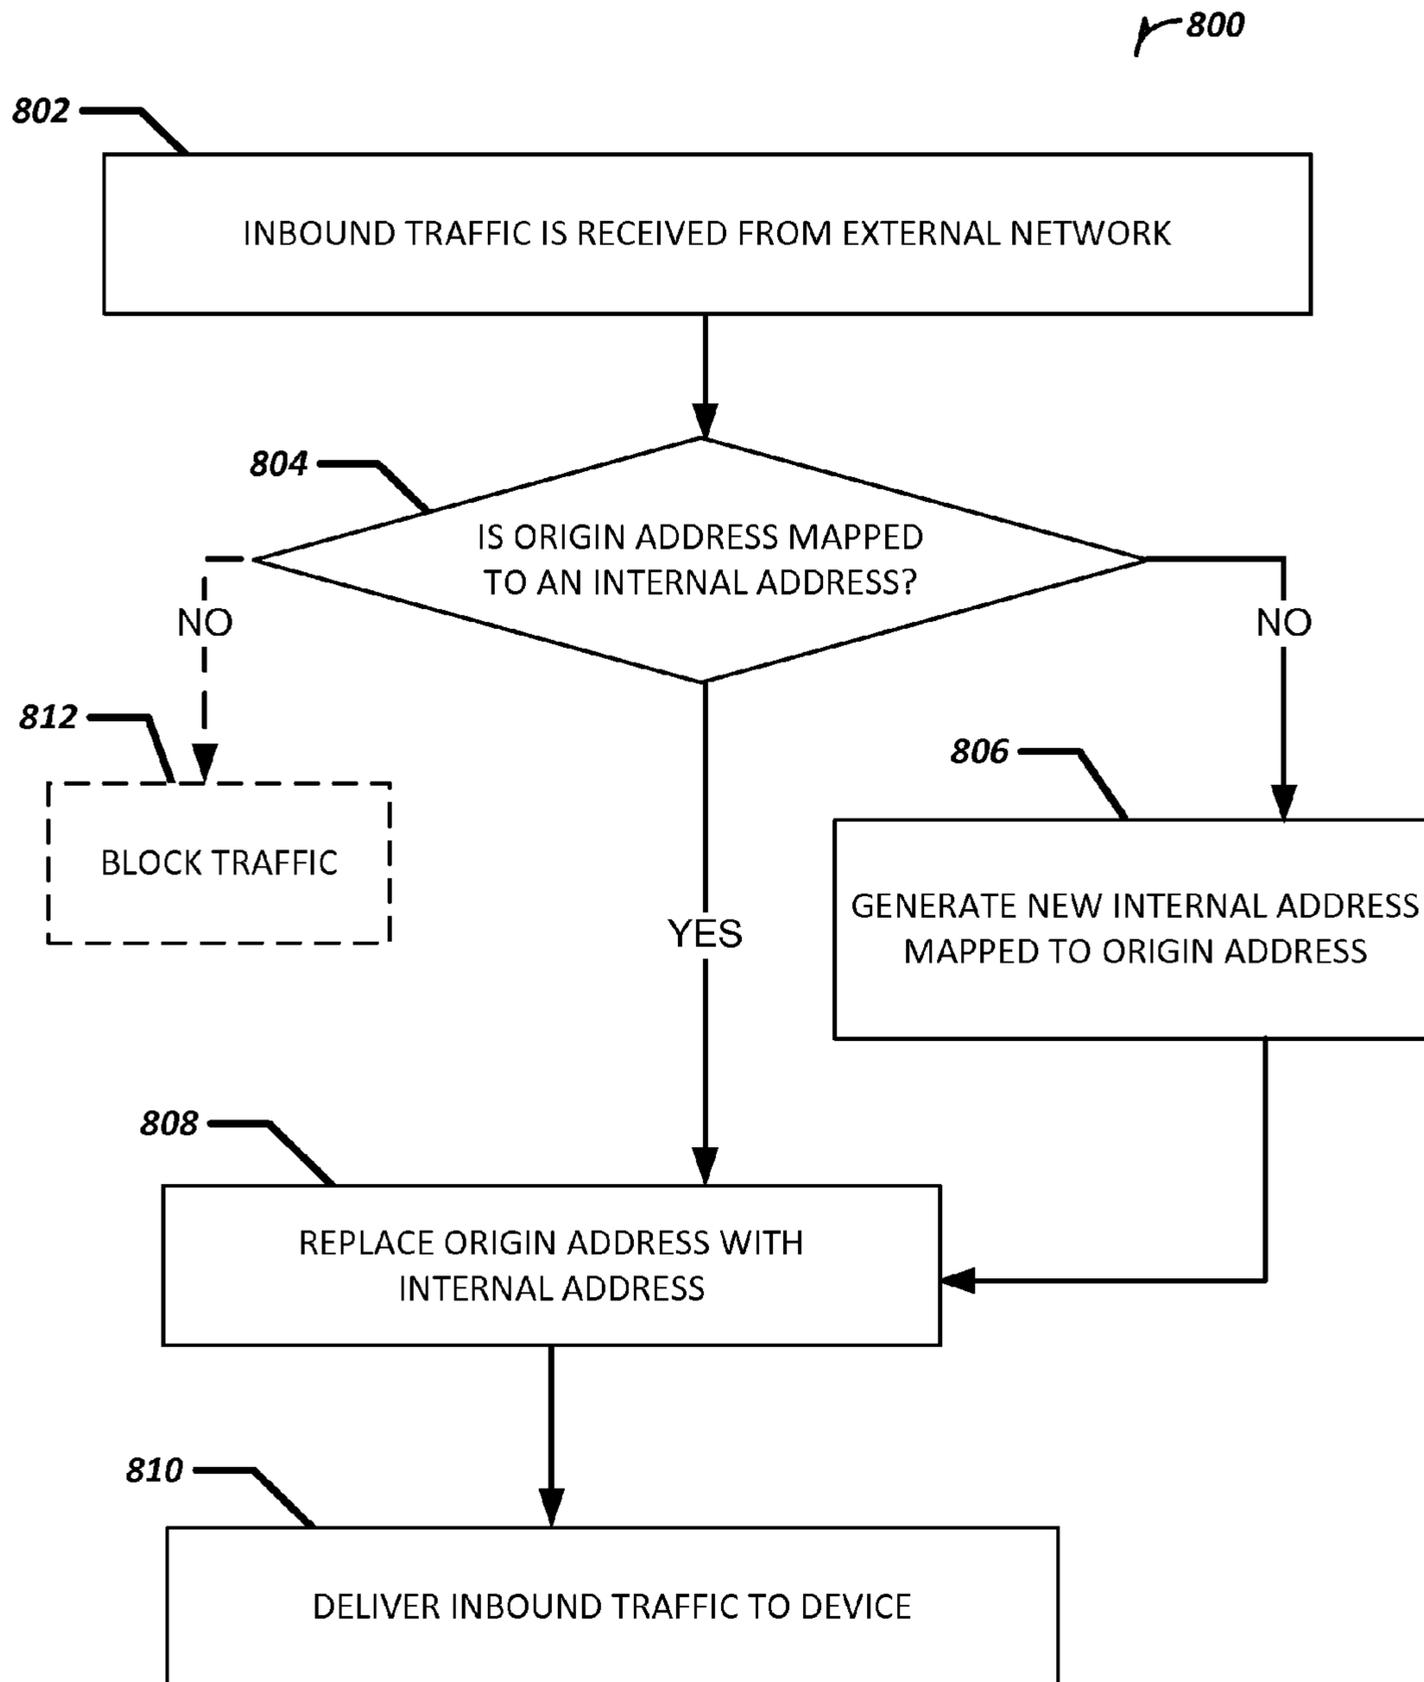 800
802
INBOUND TRAFFIC IS RECEIVED FROM EXTERNAL NETWORK
804
IS ORIGIN ADDRESS MAPPED
TO AN INTERNAL ADDRESS?
NO
NO
812
BLOCK TRAFFIC
806
GENERATE NEW INTERNAL ADDRESS
MAPPED TO ORIGIN ADDRESS
YES
808
REPLACE ORIGIN ADDRESS WITH
INTERNAL ADDRESS
810
DELIVER INBOUND TRAFFIC TO DEVICE